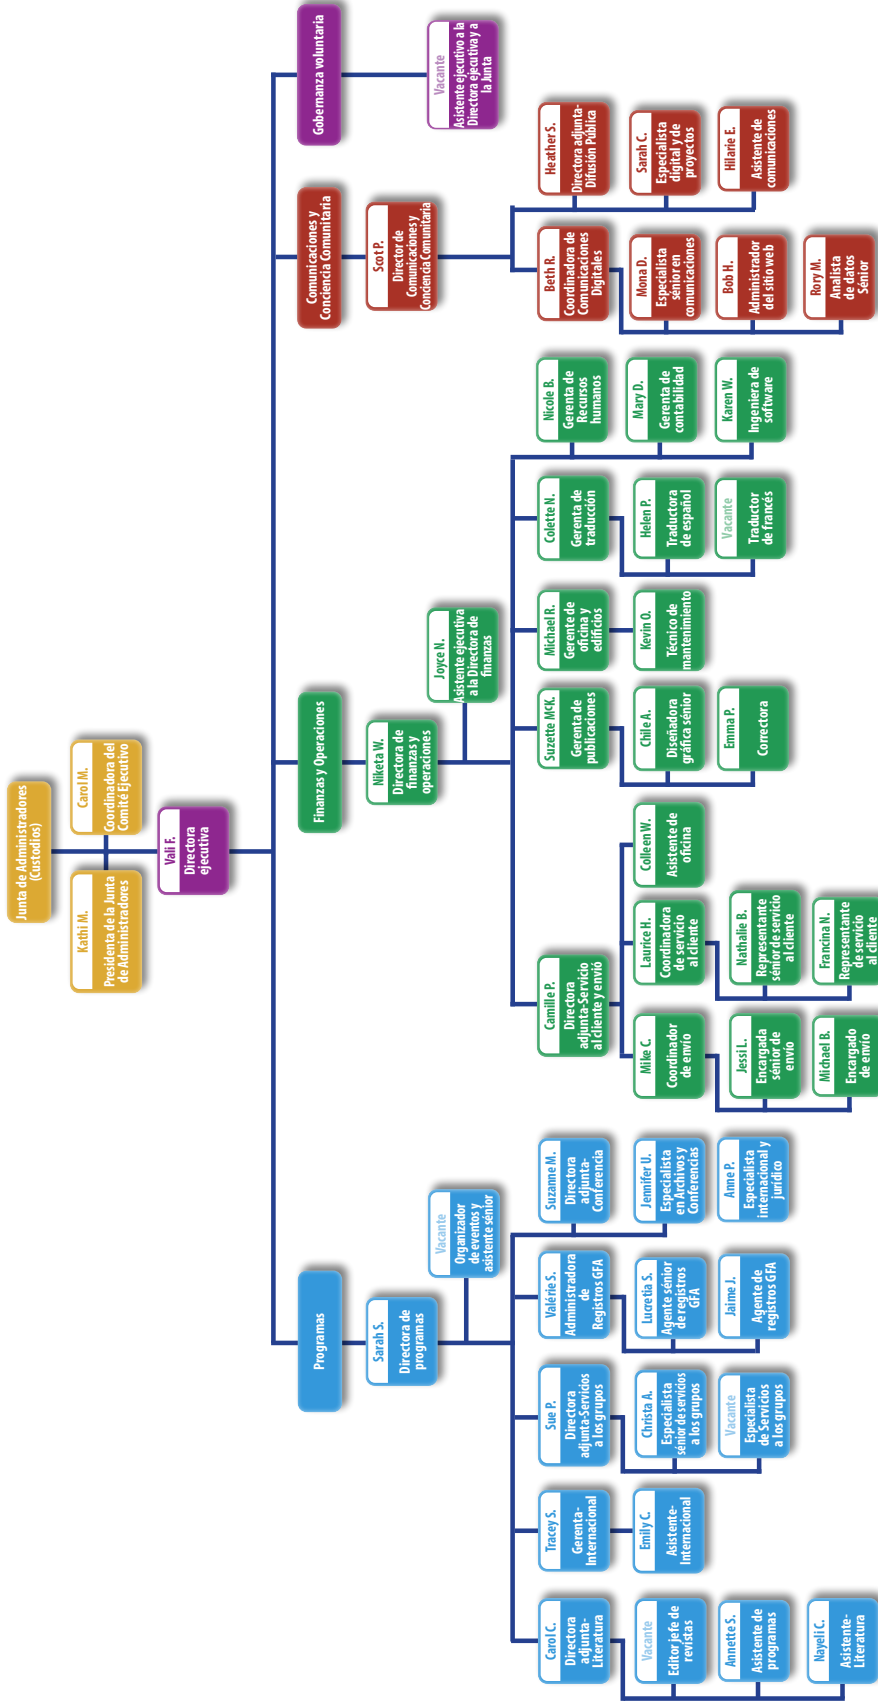 Junta de Administradores
(Custodios)
Kathi M.
Presidenta de la Junta
de Administradores
Carol M.
Coordinadora del
Comité Ejecutivo
Vali F.
Directora
ejecutiva
Programas
Sarah S.
Directora de
programas
Vacante
Organizador
de eventos y
asistente sénior
Carol C.
Directora
adjunta-
Literatura
Vacante
Editor jefe de
revistas
Annette S.
Asistente de
programas
Nayeli C.
Asistente-
Literatura
Tracey S.
Gerenta-
Internacional
Emily C.
Asistente-
Internacional
Sue P.
Directora
adjunta-Servicios
a los grupos
Christa A.
Especialista
sénior de servicios
a los grupos
Vacante
Especialista
de Servicios
a los grupos
Valérie S.
Administradora
de
Registros GFA
Lucretia S.
Agente sénior
de registros
GFA
Jaime J.
Agente de
registros GFA
Suzanne M.
Directora
adjunta-
Conferencia
Jennifer U.
Especialista
en Archivos y
Conferencias
Anne P.
Especialista
internacional y
jurídico
Finanzas y Operaciones
Niketa W.
Directora de
finanzas y
operaciones
Joyce N.
Asistente ejecutiva
a la Directora de
finanzas
Camille P.
Directora
adjunta-Servicio
al cliente y envió
Mike C.
Coordinador
de envío
Jessi L.
Encargada
sénior de
envío
Michael B.
Encargado
de envío
Laurice H.
Coordinadora
de servicio
al cliente
Nathalie B.
Representante
sénior de servicio
al cliente
Francina N.
Representante
de servicio
al cliente
Colleen W.
Asistente de
oficina
Suzette McK.
Gerenta de
publicaciones
Chile A.
Diseñadora
gráfica sénior
Emma P.
Correctora
Michael R.
Gerente de
oficina y
edificios
Kevin O.
Técnico de
mantenimiento
Colette N.
Gerenta de
traducción
Helen P.
Traductora
de español
Vacante
Traductor
de francés
Nicole B.
Gerenta de
Recursos
humanos
Mary D.
Gerenta de
contabilidad
Karen W.
Ingeniera de
software
Comunicaciones y
Conciencia Comunitaria
Scot P.
Director de
Comunicaciones y
Conciencia Comunitaria
Beth R.
Coordinadora de
Comunicaciones
Digitales
Mona D.
Especialista
sénior en
comunicaciones
Bob H.
Administrador
del sitio web
Rory M.
Analista
de datos
Sénior
Heather S.
Directora adjunta-
Difusión Pública
Sarah C.
Especialista
digital y de
proyectos
Hilarie E.
Asistente de
comunicaciones
Gobernanza voluntaria
Vacante
Asistente ejecutivo a la
Directora ejecutiva y a
la Junta